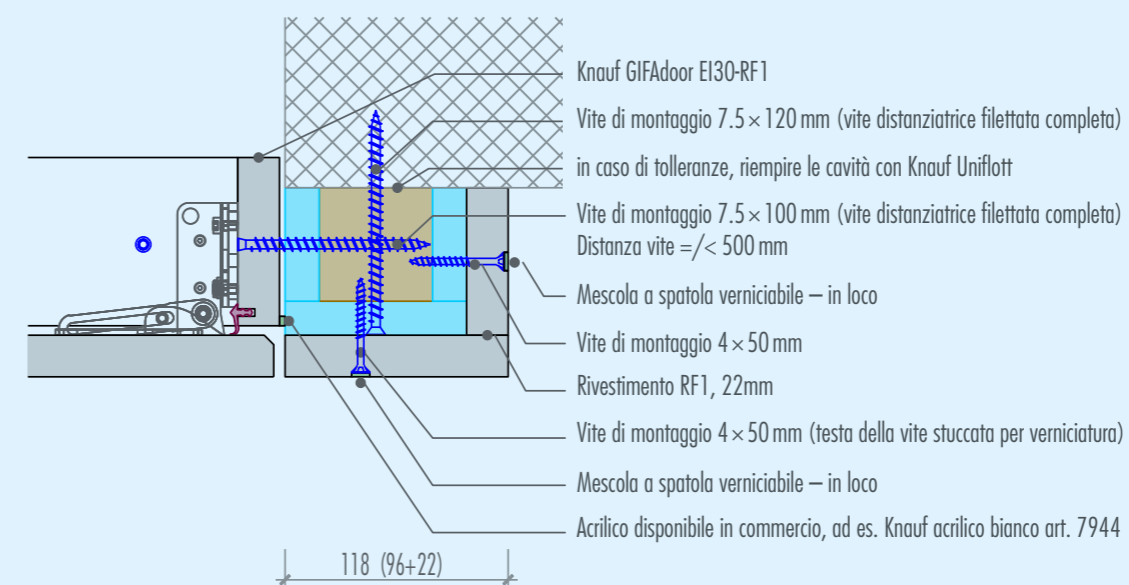 Knauf GIFAdoor EI30-RF1
Vite di montaggio 7.5 × 120 mm (vite distanziatrice filettata completa)
in caso di tolleranze, riempire le cavità con Knauf Uniflott
Vite di montaggio 7.5 × 100 mm (vite distanziatrice filettata completa)
Distanza vite =/< 500 mm
Mescola a spatola verniciabile – in loco
Vite di montaggio 4 × 50 mm
Rivestimento RF1, 22mm
Vite di montaggio 4 × 50 mm (testa della vite stuccata per verniciatura)
Mescola a spatola verniciabile – in loco
Acrilico disponibile in commercio, ad es. Knauf acrilico bianco art. 7944
118 (96+22)